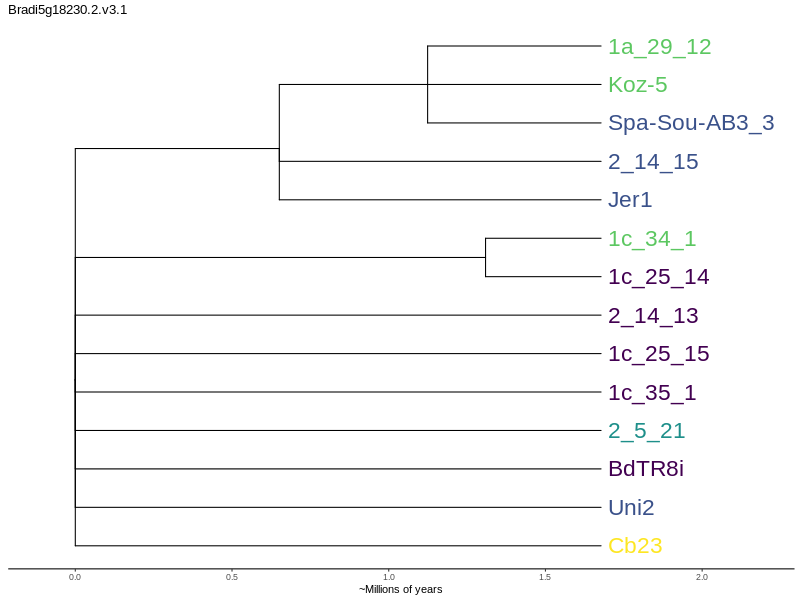 Bradi5g18230.2.v3.1
1a_29_12
Koz-5
Spa-Sou-AB3_3
2_14_15
Jer1
1c_34_1
1c_25_14
2_14_13
1c_25_15
1c_35_1
2_5_21
BdTR8i
Uni2
Cb23
0.0 0.5 1.0 1.5 2.0
~Millions of years